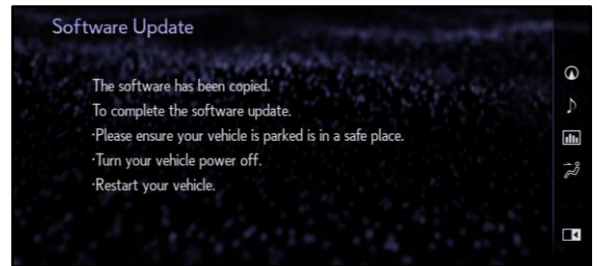 Software Update
The software has been copied.
To complete the software update.
·Please ensure your vehicle is parked is in a safe place.
·Turn your vehicle power off.
·Restart your vehicle.